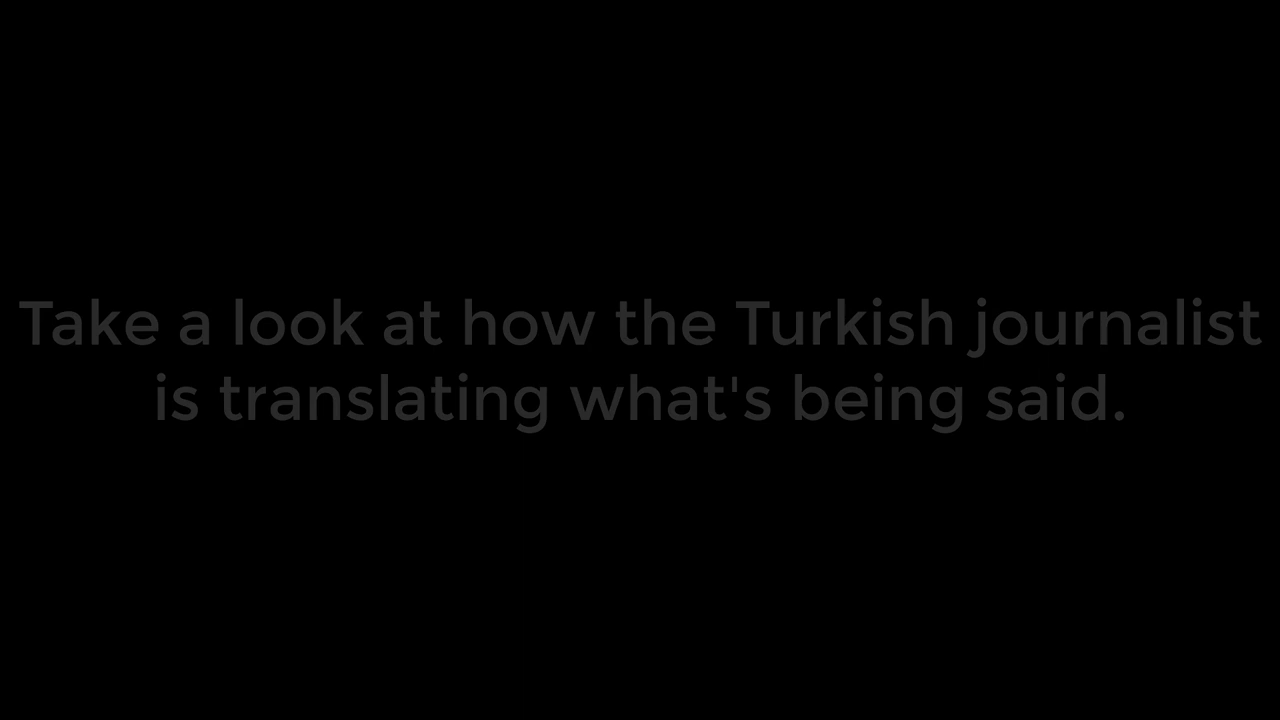 Take a look at how the Turkish journalist
is translating what's being said.